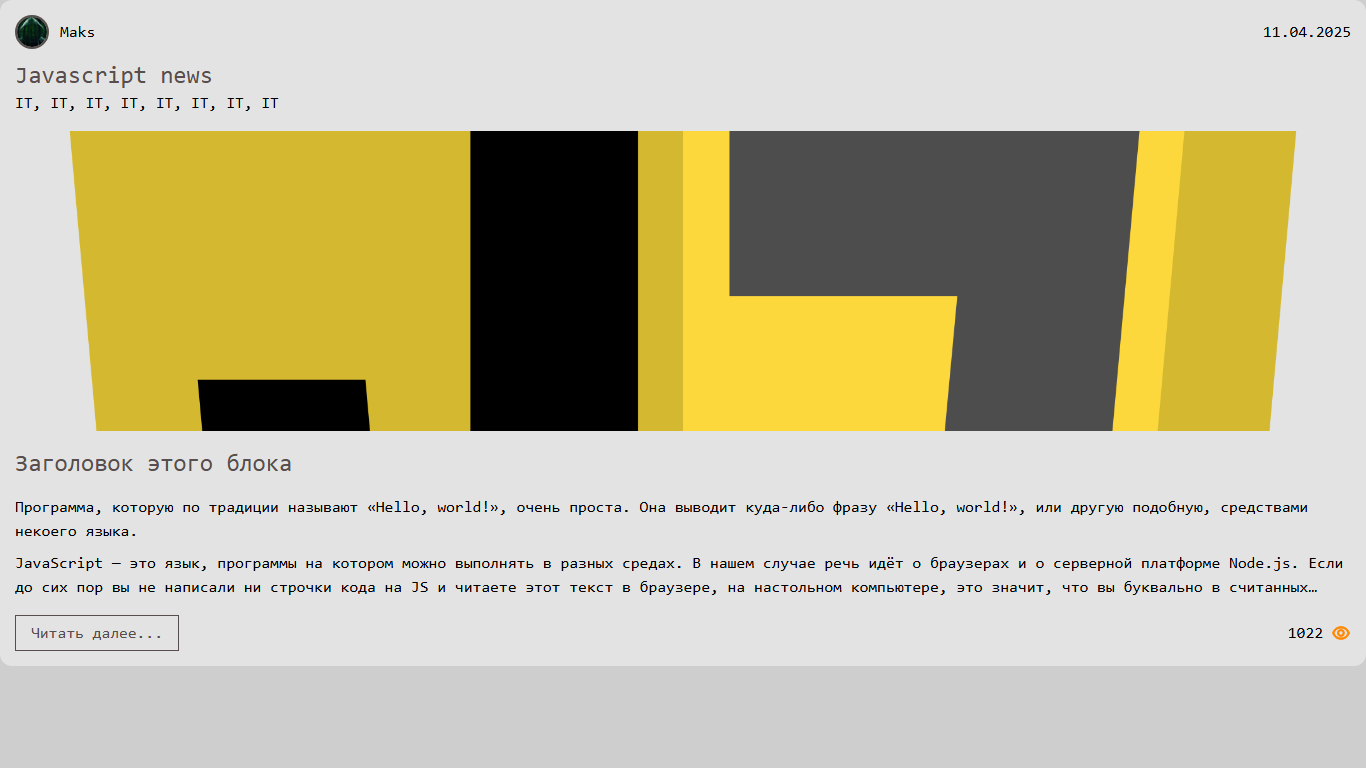 Maks
11.04.2025
Javascript news
IT, IT, IT, IT, IT, IT, IT, IT
Заголовок этого блока
Программа, которую по традиции называют «Hello, world!», очень проста. Она выводит куда-либо фразу «Hello, world!», или другую подобную, средствами
некоего языка.
JavaScript — это язык, программы на котором можно выполнять в разных средах. В нашем случае речь идёт о браузерах и о серверной платформе Node.js. Если
до сих пор вы не написали ни строчки кода на JS и читаете этот текст в браузере, на настольном компьютере, это значит, что вы буквально в считанных…
Читать далее...
1022